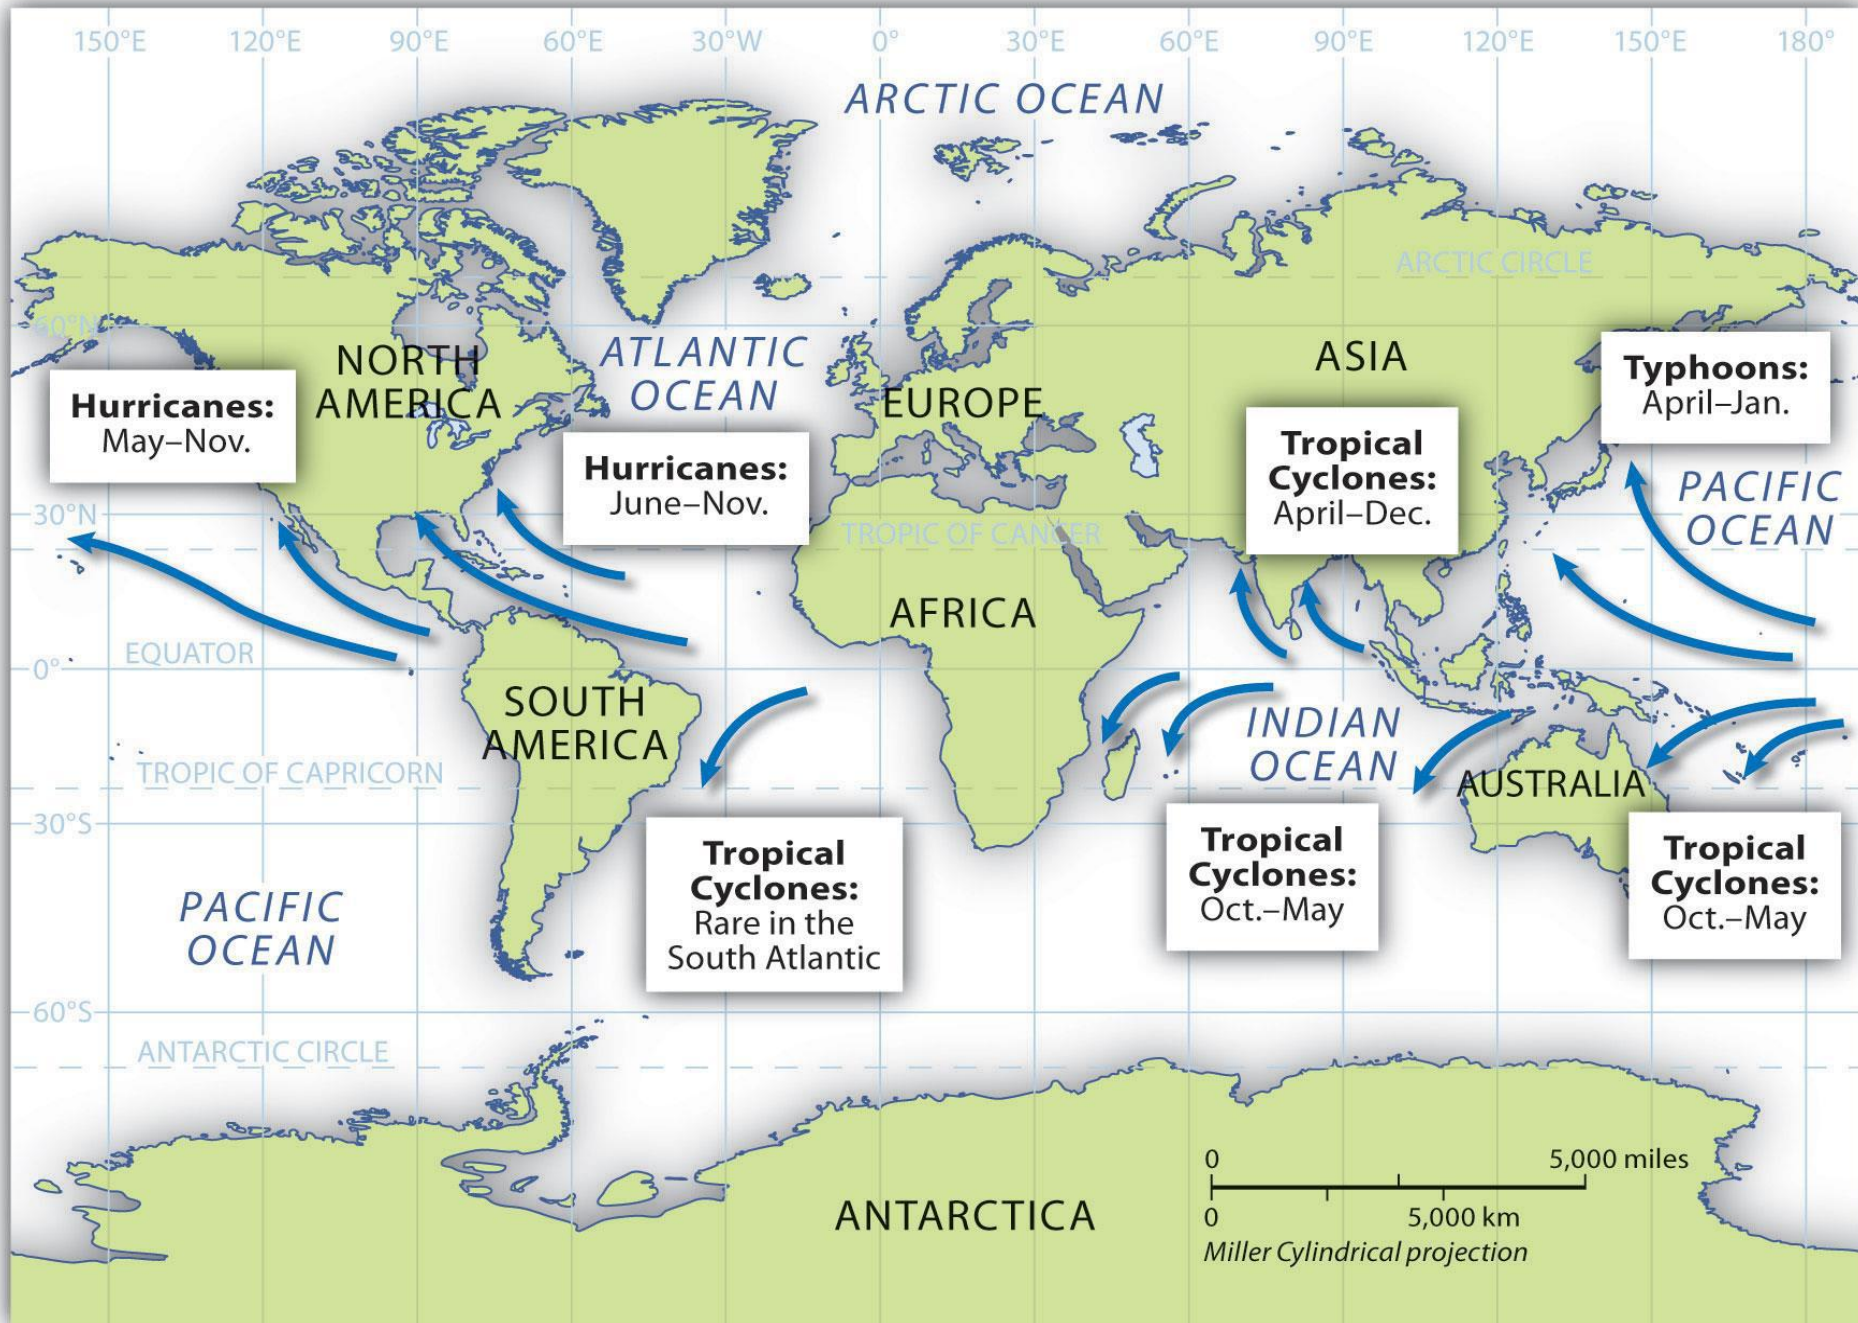 150°E 120°E 90°E 60°E 30°W 0° 30°E 60°E 90°E 120°E 150°E 180°
ARCTIC OCEAN
ARCTIC CIRCLE
60°N
NORTH
AMERICA
ATLANTIC
OCEAN
EUROPE
ASIA
Typhoons:
April–Jan.
Hurricanes:
May–Nov.
Hurricanes:
June–Nov.
Tropical
Cyclones:
April–Dec.
PACIFIC
OCEAN
30°N
TROPIC OF CANCER
AFRICA
EQUATOR
0°
SOUTH
AMERICA
INDIAN
OCEAN
TROPIC OF CAPRICORN
AUSTRALIA
30°S
Tropical
Cyclones:
Rare in the
South Atlantic
Tropical
Cyclones:
Oct.–May
Tropical
Cyclones:
Oct.–May
PACIFIC
OCEAN
60°S
ANTARCTIC CIRCLE
ANTARCTICA
0 5,000 miles
0 5,000 km
Miller Cylindrical projection